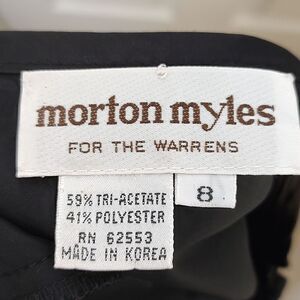 morton myles
FOR THE WARRENS
59% TRI-ACETATE
41% POLYESTER
RN 62553
MADE IN KOREA
8